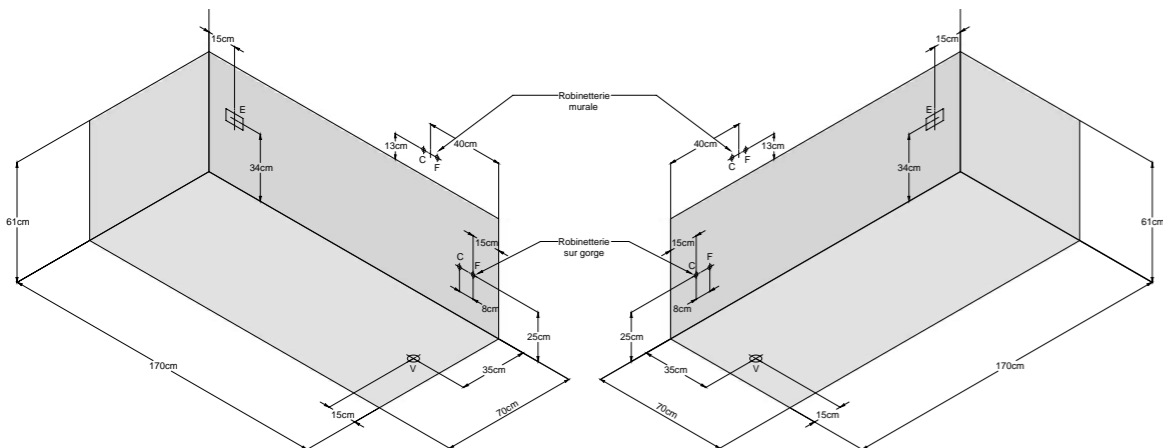 15cm
E
34cm
61cm
13cm
C
F
40cm
15cm
C
F
8cm
25cm
35cm
V
15cm
70cm
170cm
Robinetterie
murale
Robinetterie
sur gorge
15cm
E
34cm
40cm
C
F
13cm
61cm
15cm
C
F
8cm
25cm
35cm
V
15cm
70cm
170cm